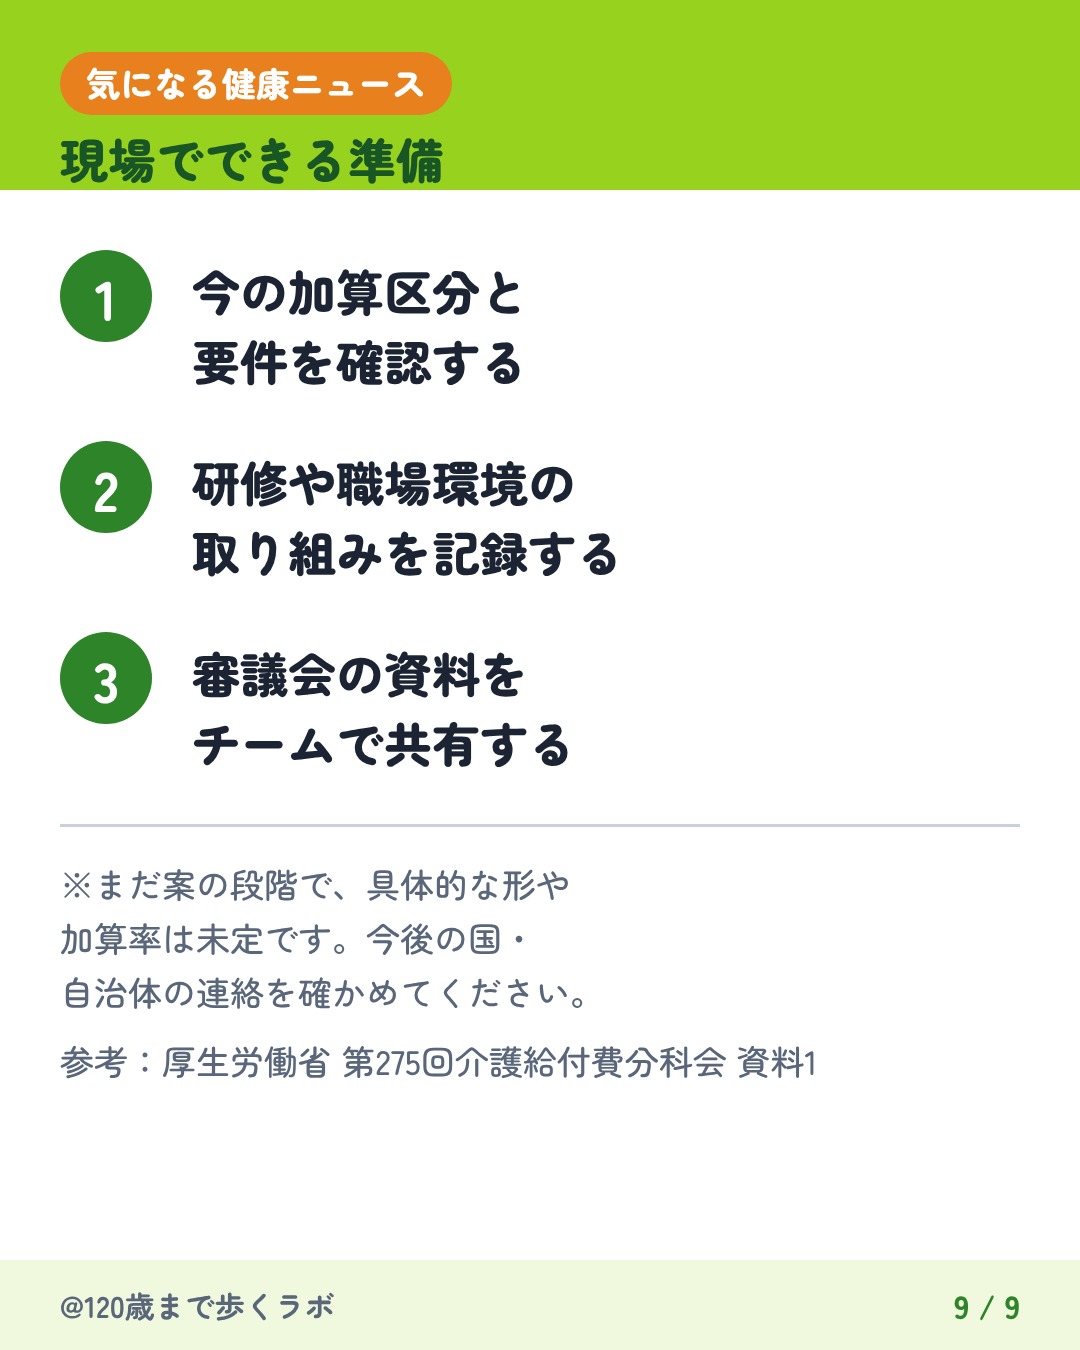 気になる健康ニュース
現場でできる準備
1
今の加算区分と
要件を確認する
2
研修や職場環境の
取り組みを記録する
3
審議会の資料を
チームで共有する
※まだ案の段階で、具体的な形や
加算率は未定です。今後の国・
自治体の連絡を確かめてください。
参考：厚生労働省 第275回介護給付費分科会 資料1
@120歳まで歩くラボ
9 / 9